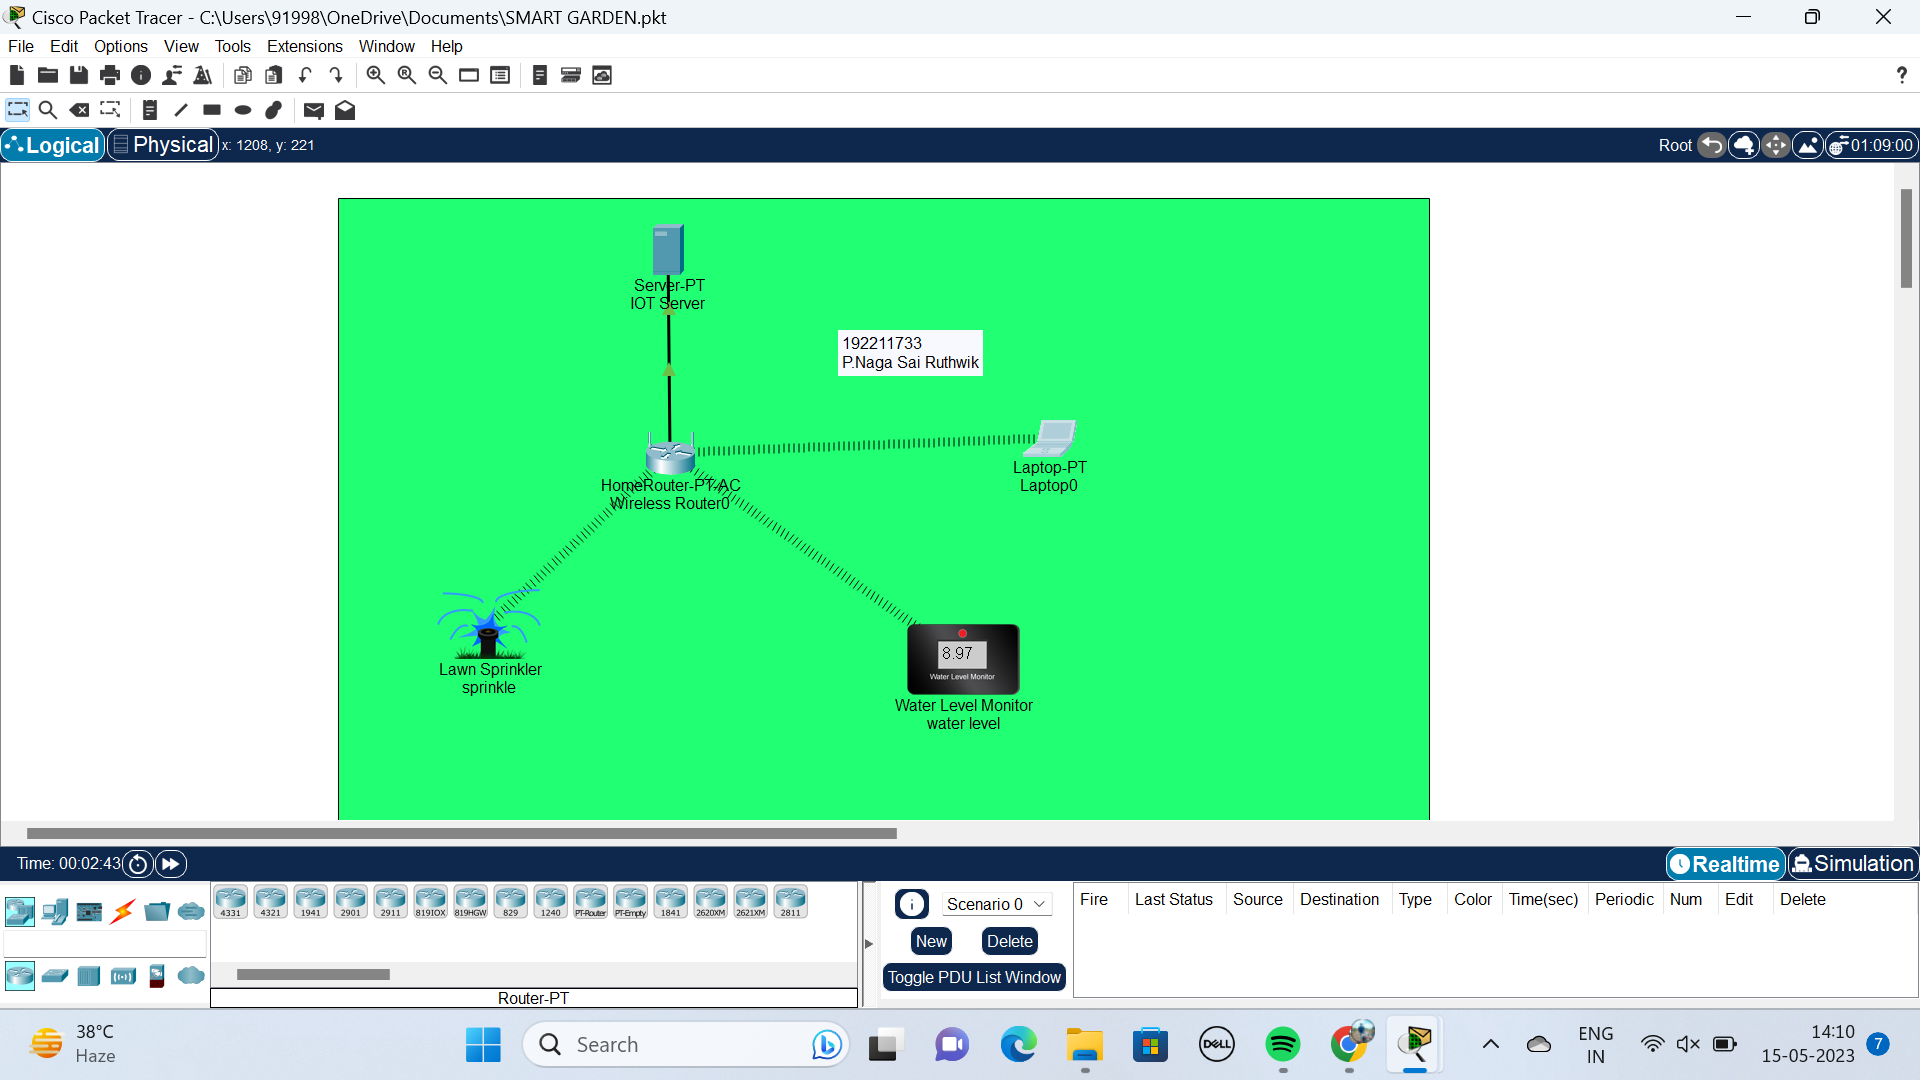 Cisco Packet Tracer - C:\Users\91998\OneDrive\Documents\SMART GARDEN.pkt
File Edit Options View Tools Extensions Window Help
?
Logical Physical x: 1208, y: 221 Root 01:09:00
Server-PT
IOT Server
192211733
P.Naga Sai Ruthwik
Laptop-PT
Laptop0
HomeRouter-PT-AC
Wireless Router0
8.97
Water Level Monitor
Lawn Sprinkler
sprinkle
Water Level Monitor
water level
Time: 00:02:43 Realtime Simulation
4331 4321 1941 2901 2911 819IOX 819HGW 829 1240 PT-Router PT-Empty 1841 2620XM 2621XM 2811
Scenario 0
New Delete
Toggle PDU List Window
Fire Last Status Source Destination Type Color Time(sec) Periodic Num Edit Delete
Router-PT
38°C
Haze
Search
DELL
ENG
IN
14:10
15-05-2023
7